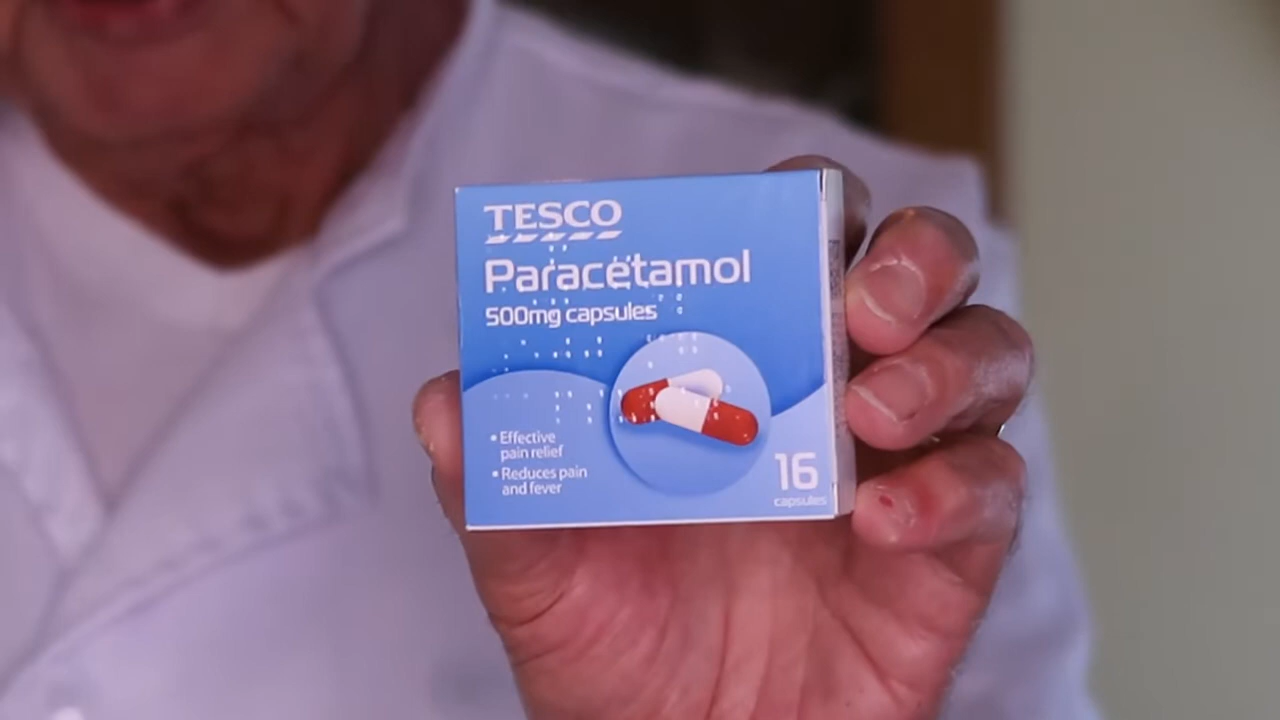 TESCO
Paracetamol
500mg capsules
• Effective
pain relief
• Reduces pain
and fever
16
capsules